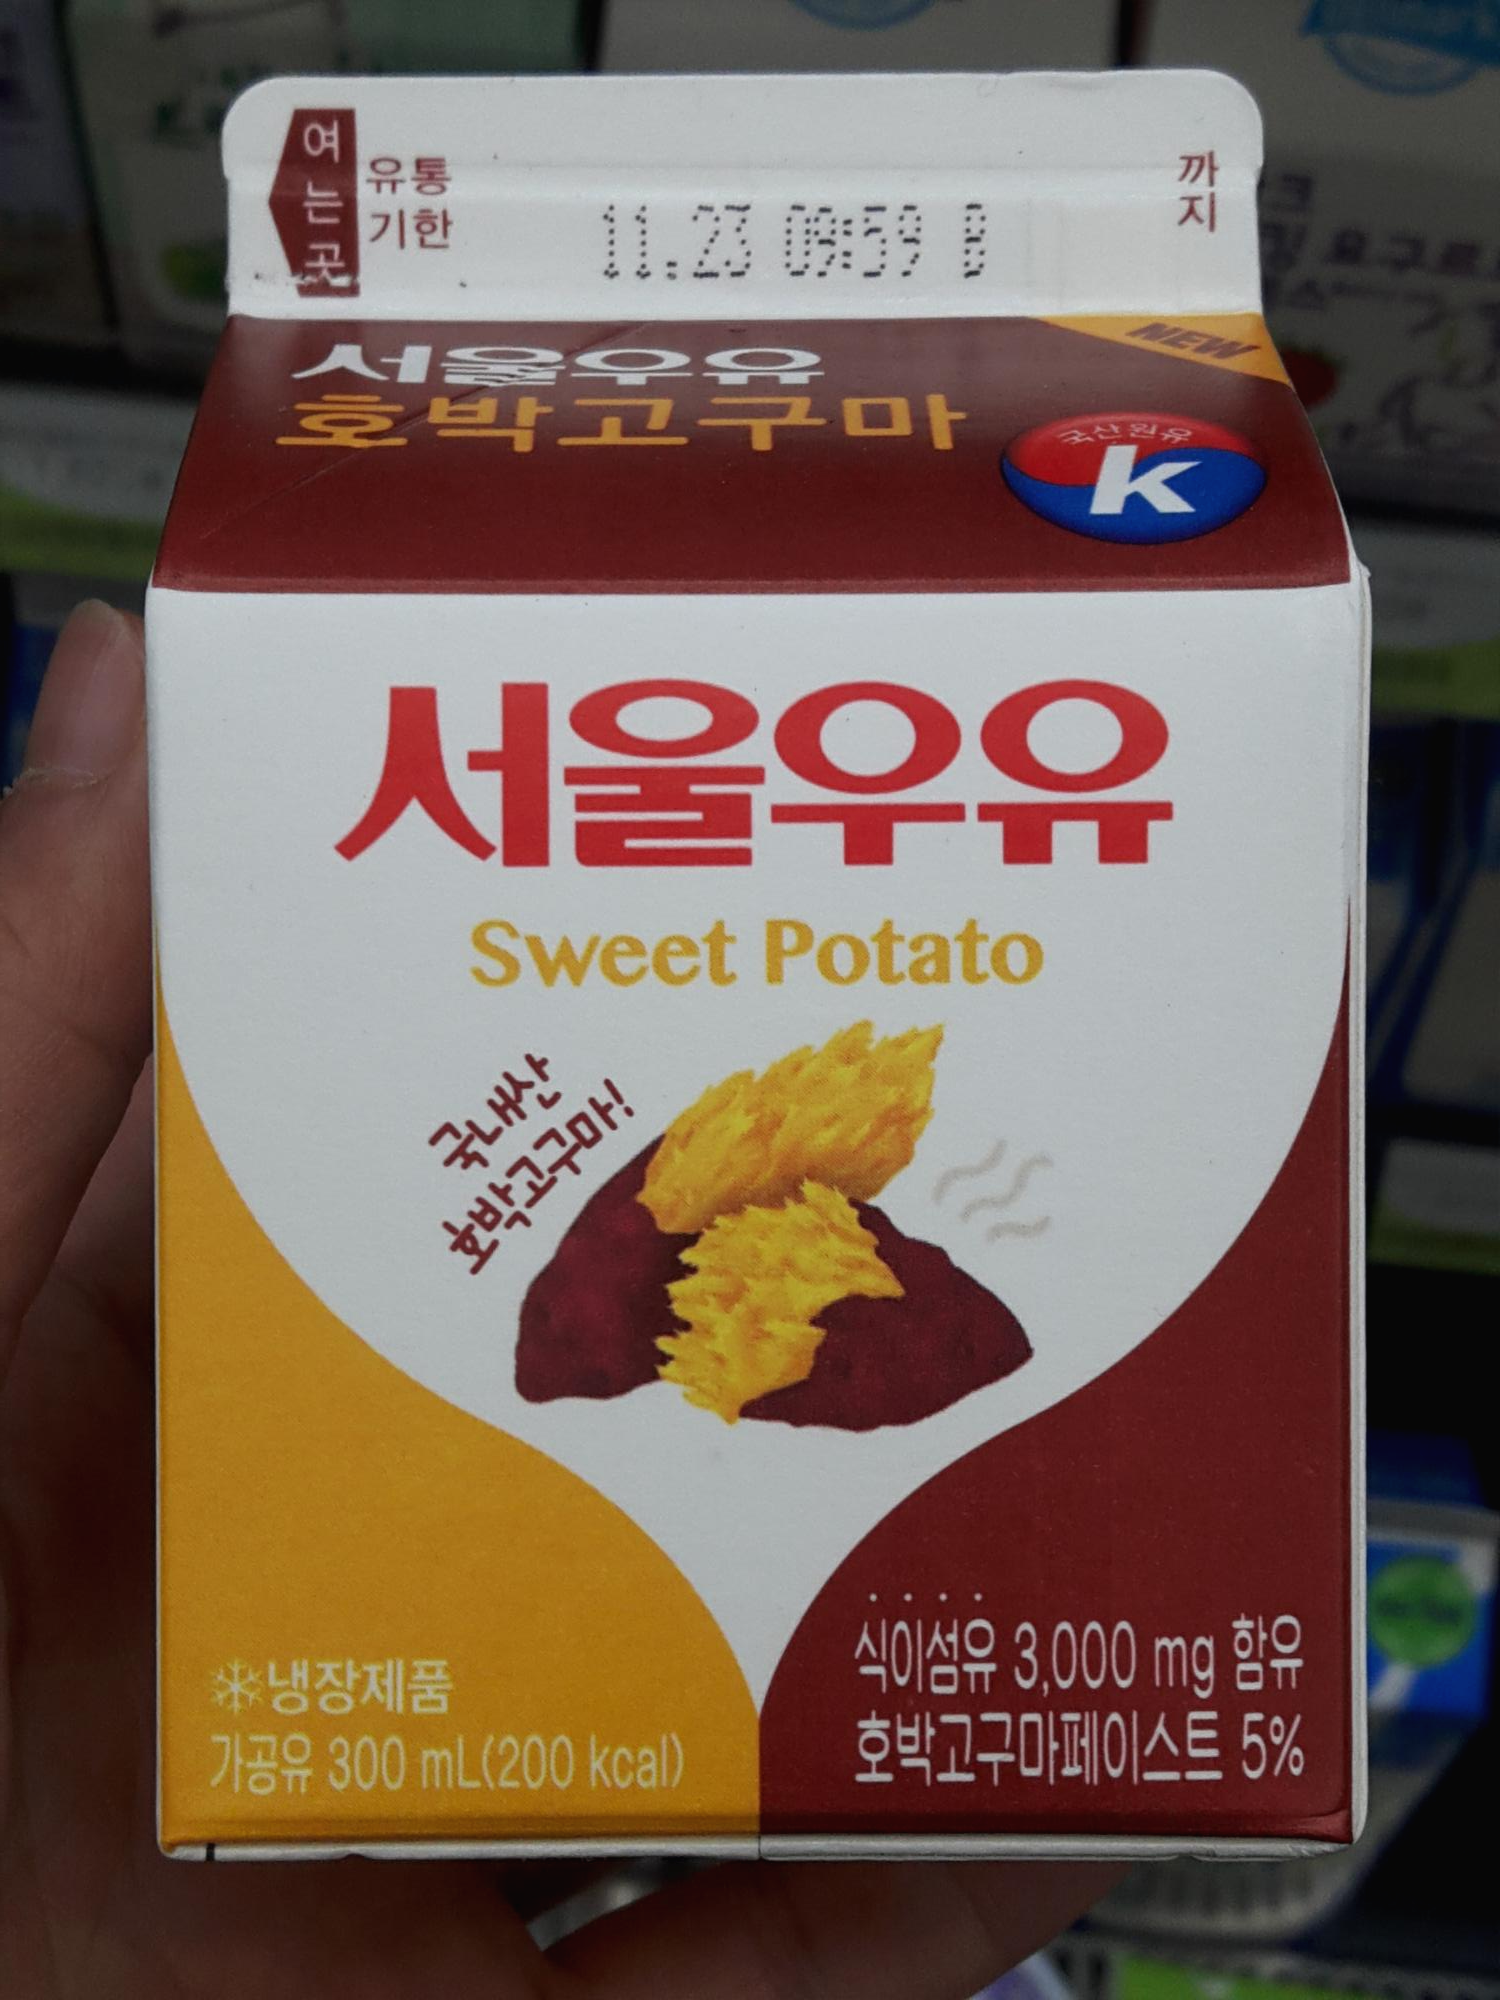 여는곳
유통
기한
11.23 09:59 B
까
지
NEW
서울우유
호박고구마
국산원유
K
서울우유
Sweet Potato
국내산
호박고구마!
식이섬유 3,000 mg 함유
호박고구마페이스트 5%
냉장제품
가공유 300 mL(200 kcal)